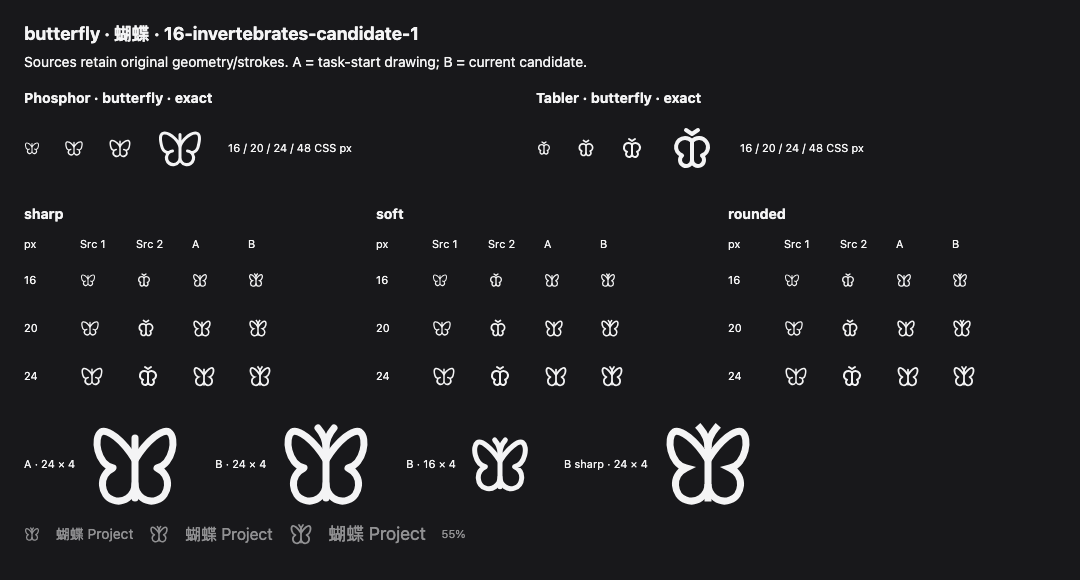 butterfly · 蝴蝶 · 16-invertebrates-candidate-1
Sources retain original geometry/strokes. A = task-start drawing; B = current candidate.
Phosphor · butterfly · exact
Tabler · butterfly · exact
16 / 20 / 24 / 48 CSS px
16 / 20 / 24 / 48 CSS px
sharp
soft
rounded
px Src 1 Src 2 A B
px Src 1 Src 2 A B
px Src 1 Src 2 A B
16
16
16
20
20
20
24
24
24
A · 24 × 4
B · 24 × 4
B · 16 × 4
B sharp · 24 × 4
蝴蝶 Project
蝴蝶 Project
蝴蝶 Project
55%